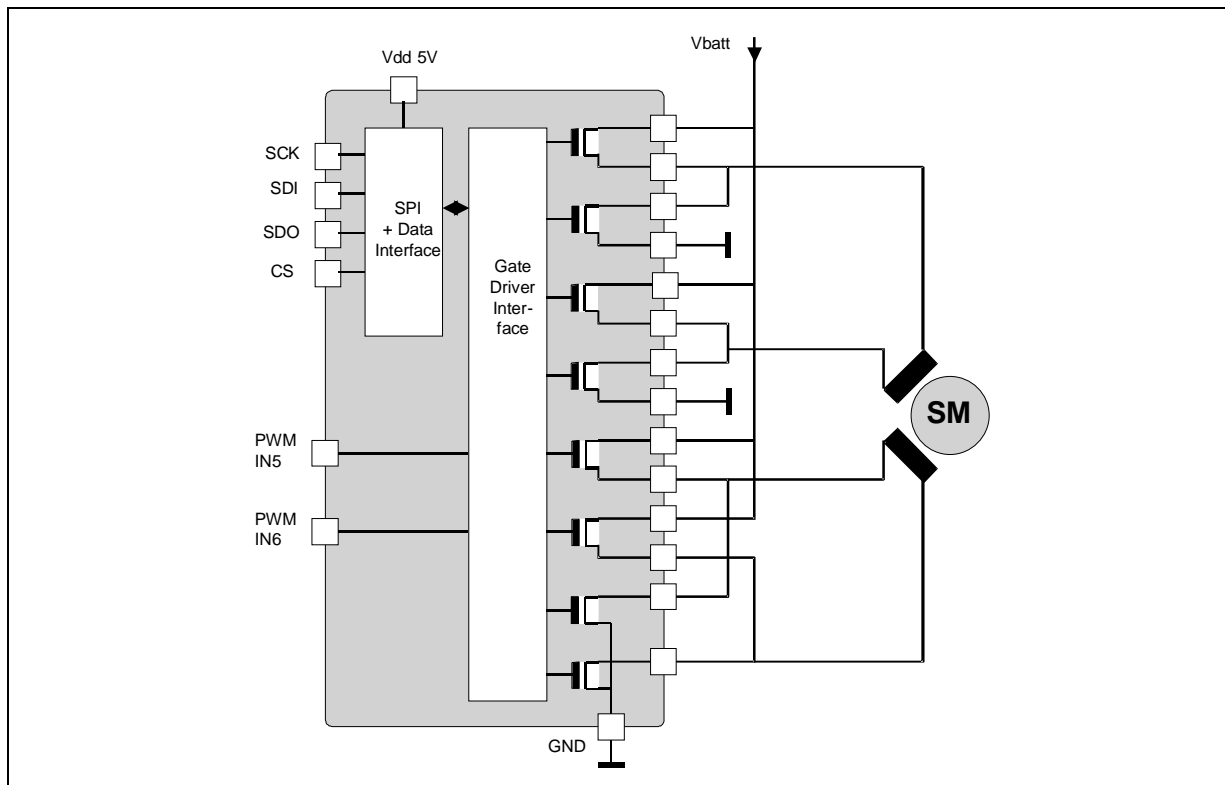 Vbatt
Vdd 5V
SCK
SDI
SDO
CS
SPI
+ Data
Interface
Gate
Driver
Inter-
face
SM
PWM
IN5
PWM
IN6
GND